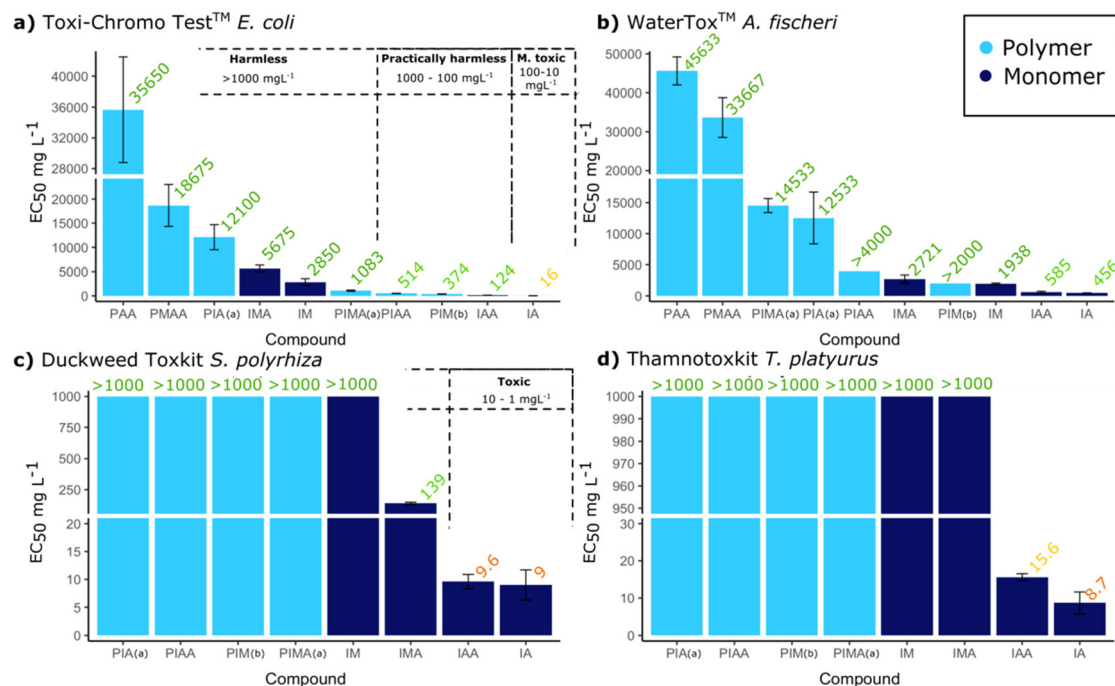 a) Toxi-Chromo Test™ E. coli
EC50 mg L-1
40000
36000
32000
28000
20000
15000
10000
5000
0
35650
18675
12100
5675
2850
1083
514
374
124
16
Harmless
>1000 mgL-1
Practically harmless
1000 - 100 mgL-1
M. toxic
100-10
mgL-1
PAA PMAA PIA(a) IMA IM PIMA(a) PIAA PIM(b) IAA IA
Compound
b) WaterTox™ A. fischeri
EC50 mg L-1
50000
40000
30000
20000
15000
10000
5000
0
45633
33667
14533
12533
>4000
2721
>2000
1938
585
456
PAA PMAA PIMA(a) PIA(a) PIAA IMA PIM(b) IM IAA IA
Compound
Polymer
Monomer
c) Duckweed Toxkit S. polyrhiza
EC50 mg L-1
1000
750
500
250
20
15
10
5
0
>1000 >1000 >1000 >1000 >1000
139
9.6
9
Toxic
10 - 1 mgL-1
PIA(a) PIAA PIM(b) PIMA(a) IM IMA IAA IA
Compound
d) Thamnotoxkit T. platyurus
EC50 mg L-1
1000
990
980
970
960
950
30
20
10
0
>1000 >1000 >1000 >1000 >1000 >1000
15.6
8.7
PIA(a) PIAA PIM(b) PIMA(a) IM IMA IAA IA
Compound